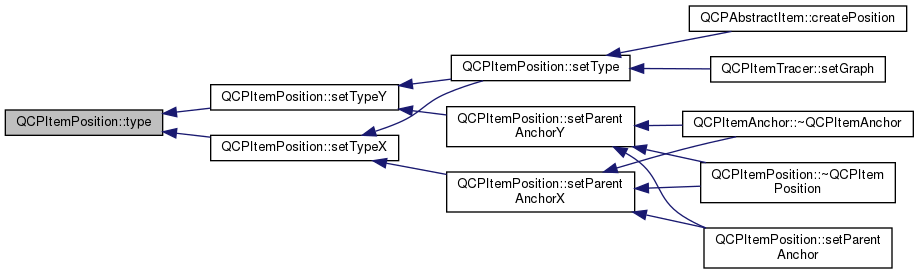 QCPItemPosition::type
QCPItemPosition::setTypeY
QCPItemPosition::setTypeX
QCPItemPosition::setType
QCPItemPosition::setParent
AnchorY
QCPItemPosition::setParent
AnchorX
QCPAbstractItem::createPosition
QCPItemTracer::setGraph
QCPItemAnchor::~QCPItemAnchor
QCPItemPosition::~QCPItem
Position
QCPItemPosition::setParent
Anchor